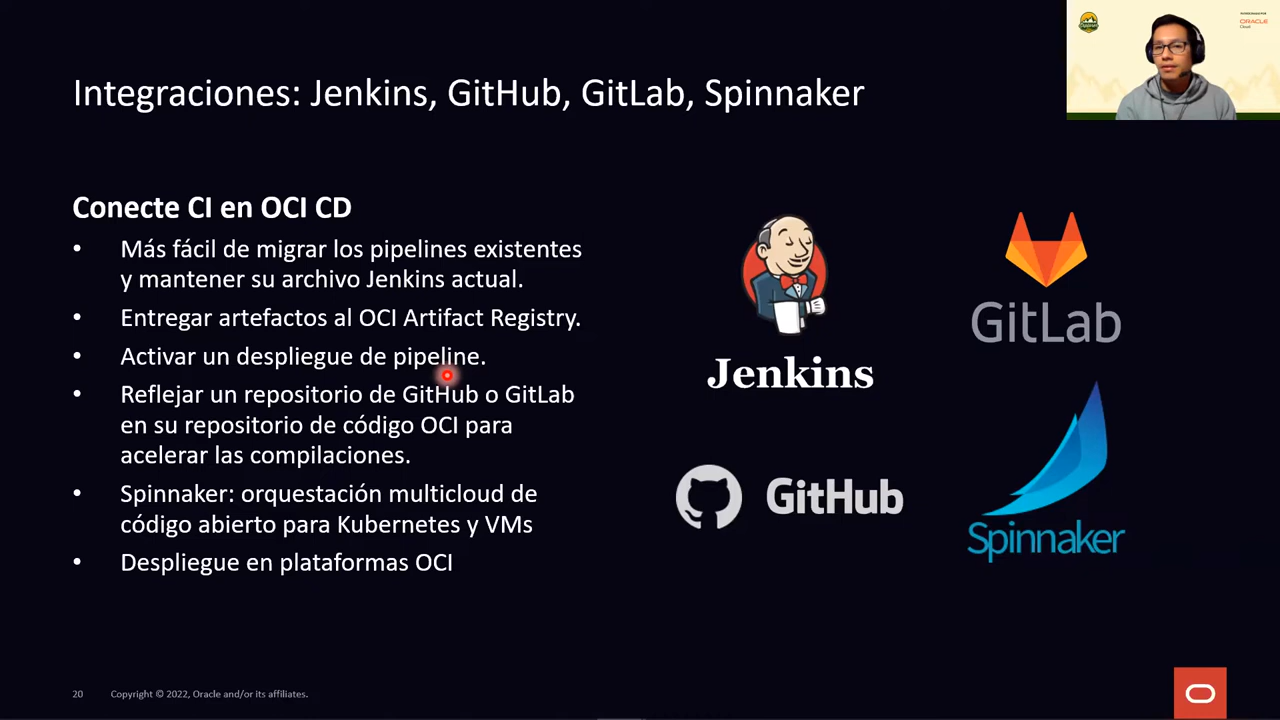 Integraciones: Jenkins, GitHub, GitLab, Spinnaker
ORACLE
Cloud
Conecte CI en OCI CD
• Más fácil de migrar los pipelines existentes
y mantener su archivo Jenkins actual.
• Entregar artefactos al OCI Artifact Registry.
• Activar un despliegue de pipeline.
• Reflejar un repositorio de GitHub o GitLab
en su repositorio de código OCI para
acelerar las compilaciones.
• Spinnaker: orquestación multicloud de
código abierto para Kubernetes y VMs
• Despliegue en plataformas OCI
Jenkins
GitLab
GitHub
Spinnaker
20 Copyright © 2022, Oracle and/or its affiliates.